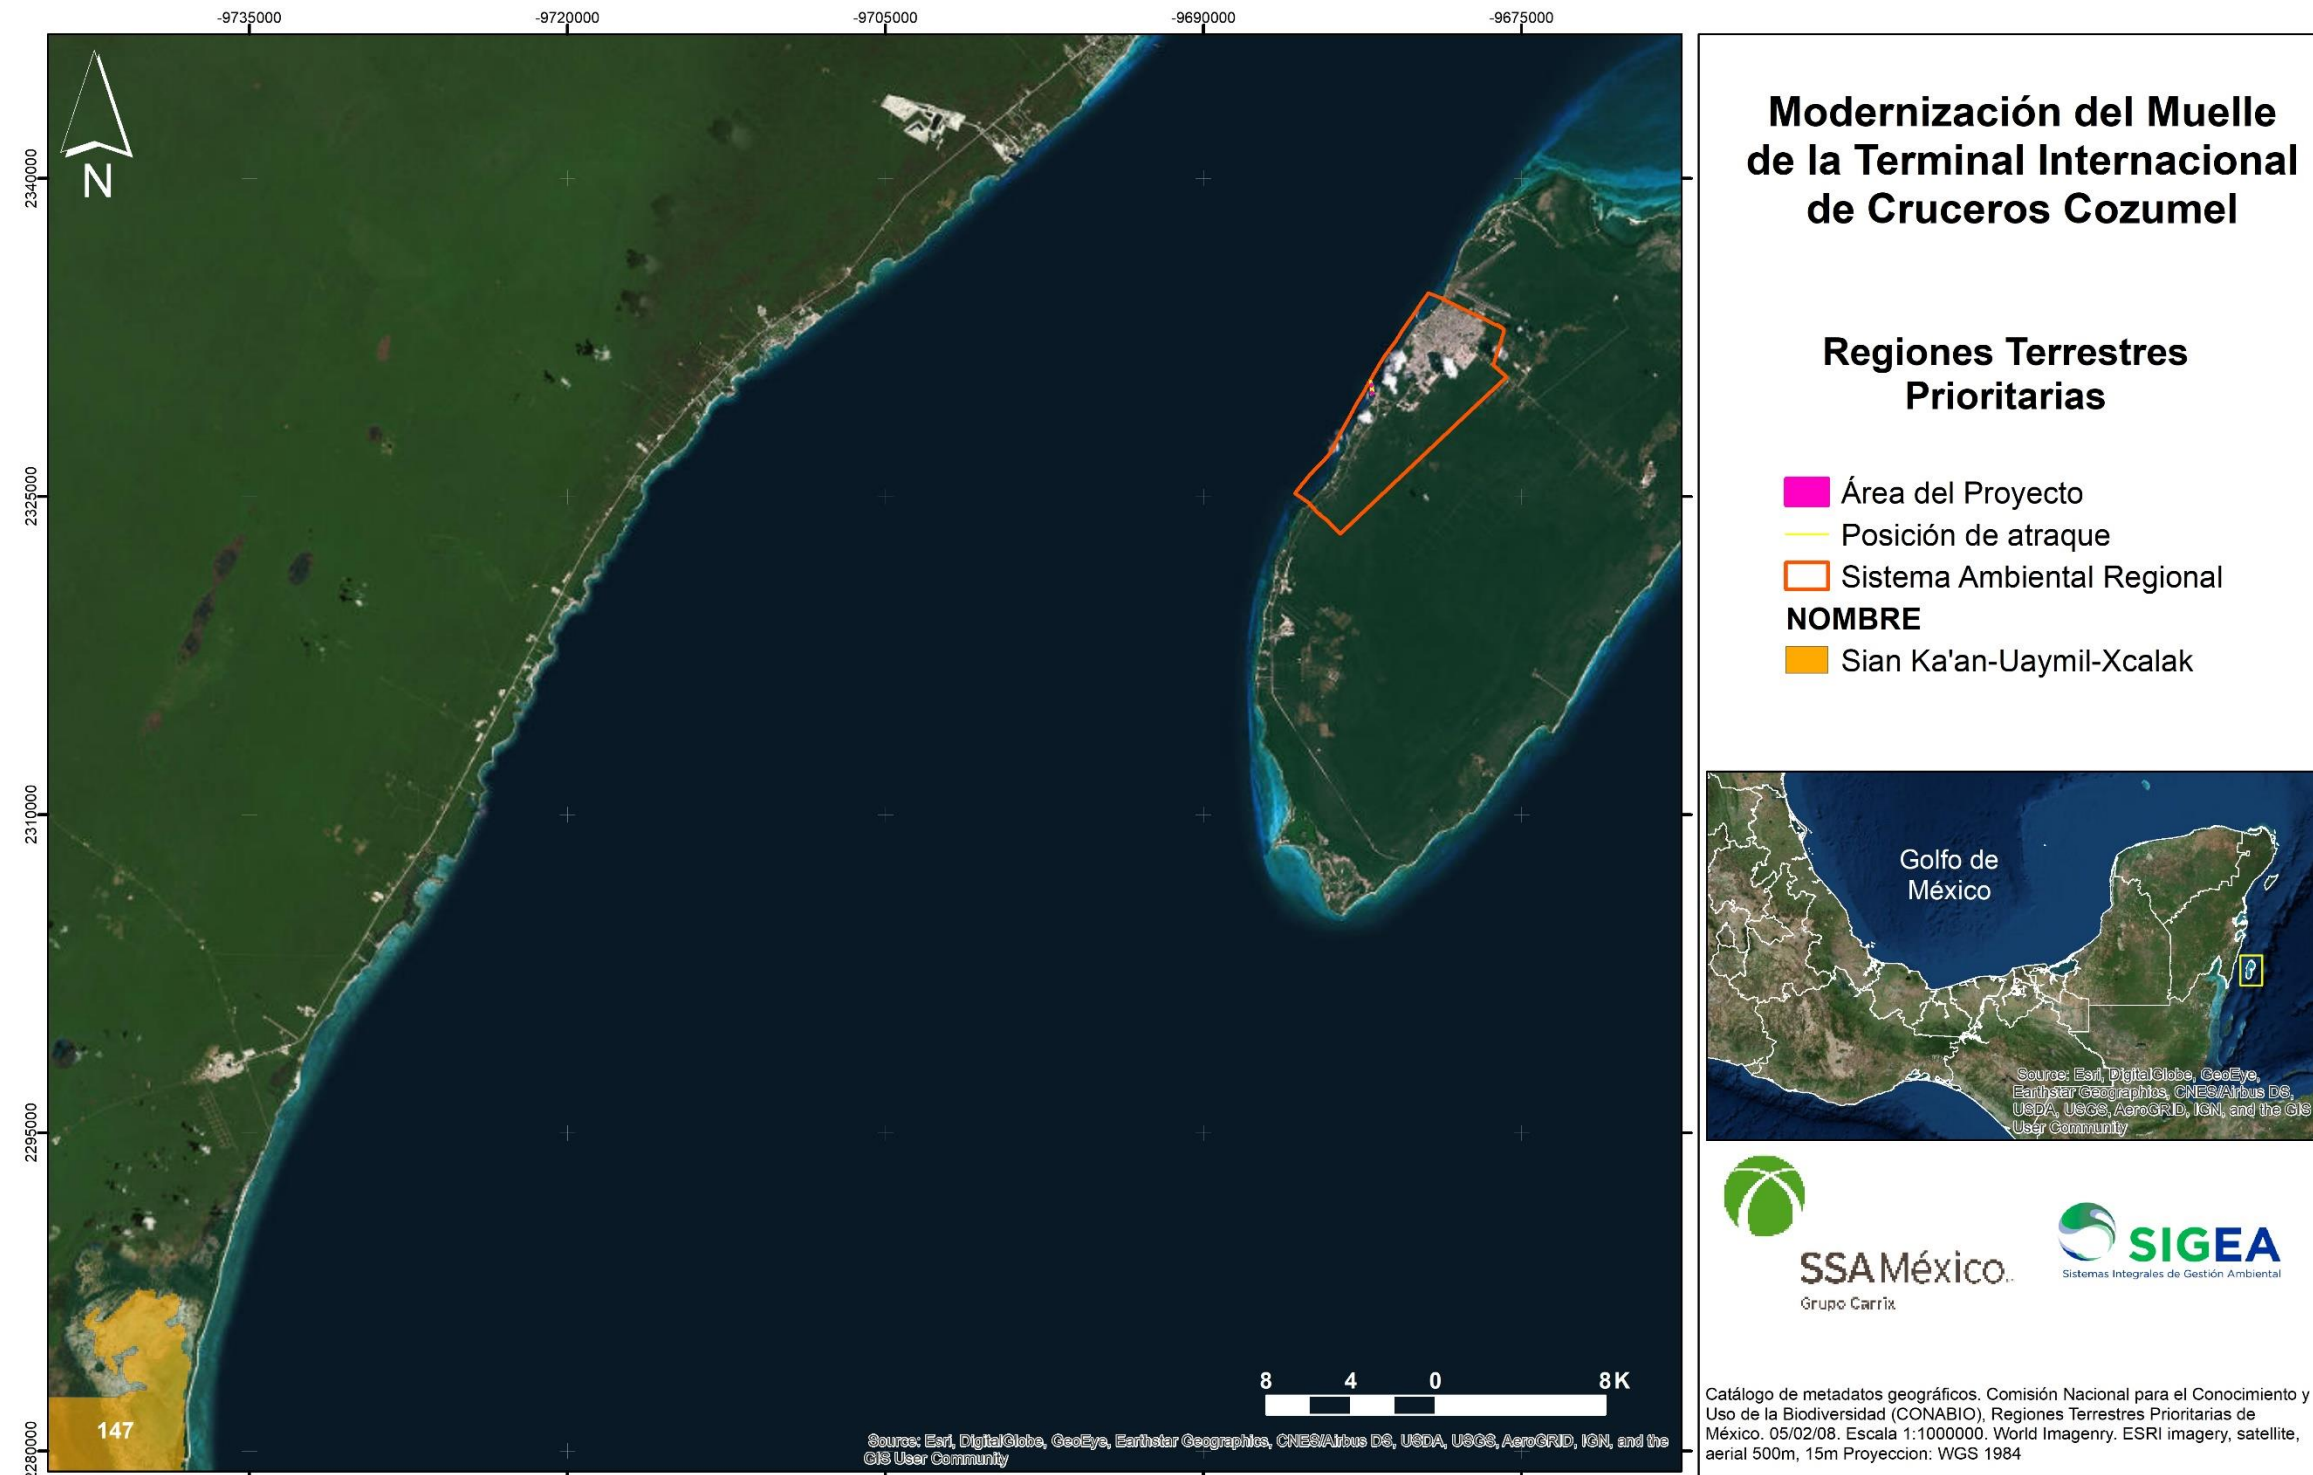 -9735000
-9720000
-9705000
-9690000
-9675000
2340000
2325000
2310000
2295000
2280000
N
147
8
4
0
8K
Source: Esri, DigitalGlobe, GeoEye, Earthstar Geographics, CNES/Airbus DS, USDA, USGS, AeroGRID, IGN, and the
GIS User Community
Modernización del Muelle
de la Terminal Internacional
de Cruceros Cozumel
Regiones Terrestres
Prioritarias
Área del Proyecto
Posición de atraque
Sistema Ambiental Regional
NOMBRE
Sian Ka'an-Uaymil-Xcalak
Golfo de
México
Source: Esri, DigitalGlobe, GeoEye,
Earthstar Geographics, CNES/Airbus DS,
USDA, USGS, AeroGRID, IGN, and the GIS
User Community
SSA México
Grupo Carrix
SIGEA
Sistemas Integrales de Gestión Ambiental
Catálogo de metadatos geográficos. Comisión Nacional para el Conocimiento y
Uso de la Biodiversidad (CONABIO), Regiones Terrestres Prioritarias de
México. 05/02/08. Escala 1:1000000. World Imagenry. ESRI imagery, satellite,
aerial 500m, 15m Proyeccion: WGS 1984